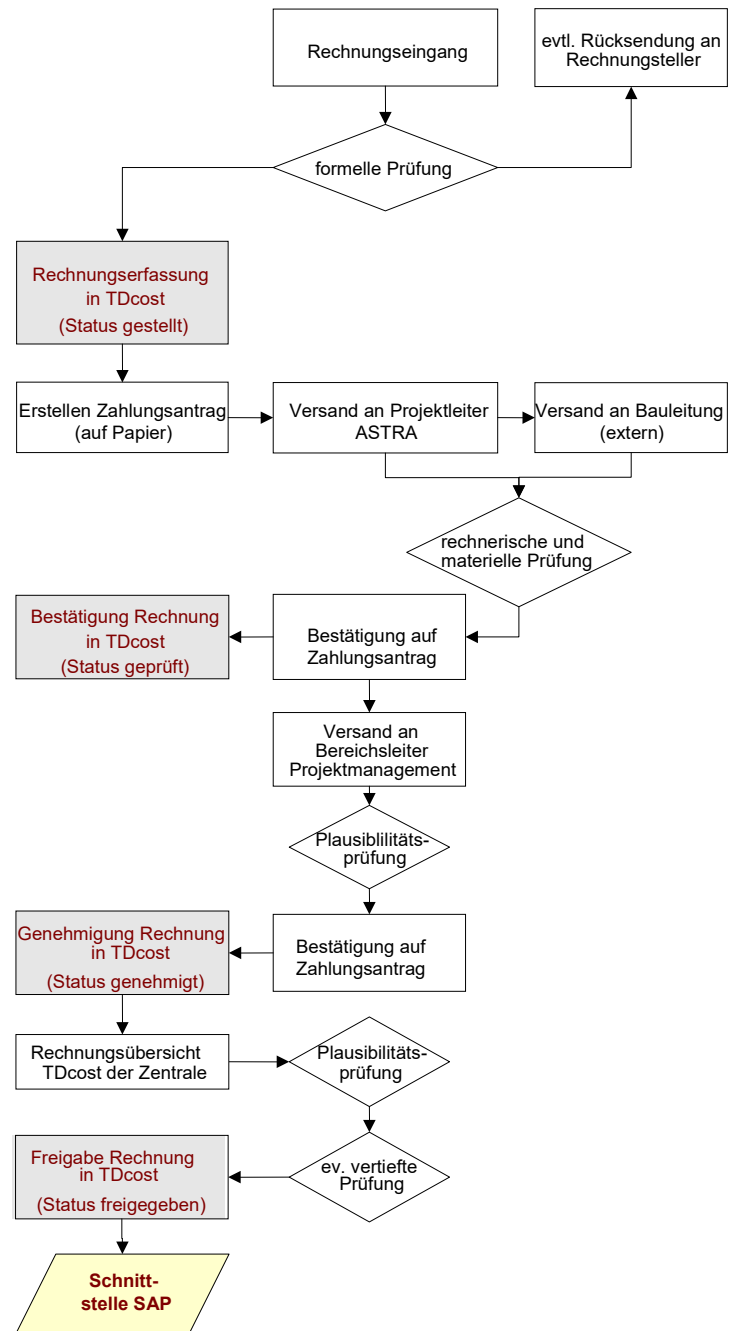 Rechnungseingang
evtl. Rücksendung an
Rechnungsteller
formelle Prüfung
Rechnungserfassung
in TDcost
(Status gestellt)
Erstellen Zahlungsantrag
(auf Papier)
Versand an Projektleiter
ASTRA
Versand an Bauleitung
(extern)
rechnerische und
materielle Prüfung
Bestätigung Rechnung
in TDcost
(Status geprüft)
Bestätigung auf
Zahlungsantrag
Versand an
Bereichsleiter
Projektmanagement
Plausiblilitäts-
prüfung
Genehmigung Rechnung
in TDcost
(Status genehmigt)
Bestätigung auf
Zahlungsantrag
Rechnungsübersicht
TDcost der Zentrale
Plausibilitäts-
prüfung
Freigabe Rechnung
in TDcost
(Status freigegeben)
ev. vertiefte
Prüfung
Schnitt-
stelle SAP